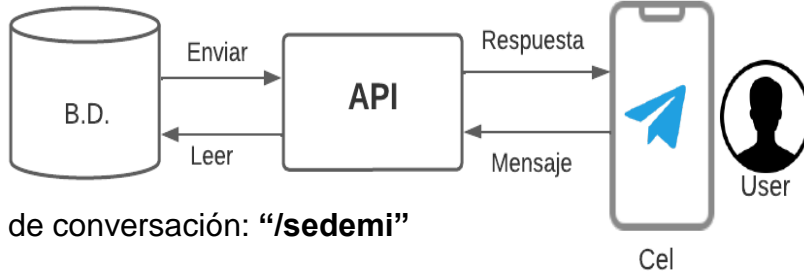 Enviar
Respuesta
B.D.
API
Leer
Mensaje
User
de conversación: “/sedemi”
Cel